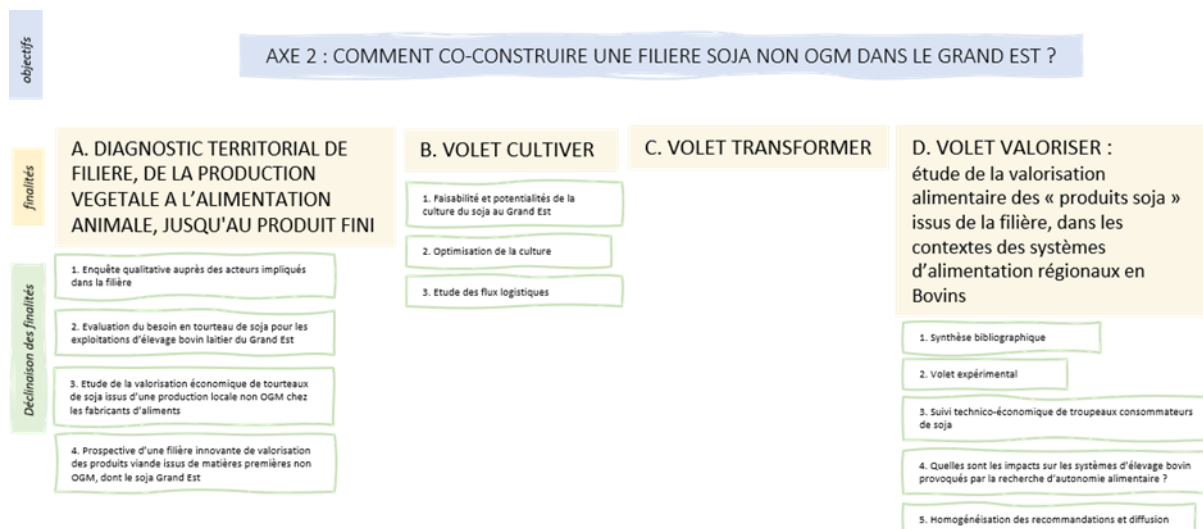 objectifs
AXE 2 : COMMENT CO-CONSTRUIRE UNE FILIERE SOJA NON OGM DANS LE GRAND EST ?
finalités
A. DIAGNOSTIC TERRITORIAL DE
FILIERE, DE LA PRODUCTION
VEGETALE A L’ALIMENTATION
ANIMALE, JUSQU'AU PRODUIT FINI
B. VOLET CULTIVER
C. VOLET TRANSFORMER
D. VOLET VALORISER :
étude de la valorisation
alimentaire des « produits soja »
issus de la filière, dans les
contextes des systèmes
d’alimentation régionaux en
Bovins
Déclinaison des finalités
1. Enquête qualitative auprès des acteurs impliqués
dans la filière
2. Evaluation du besoin en tourteau de soja pour les
exploitations d’élevage bovin laitier du Grand Est
3. Etude de la valorisation économique de tourteaux
de soja issus d’une production locale non OGM chez
les fabricants d’aliments
4. Prospective d’une filière innovante de valorisation
des produits viande issus de matières premières non
OGM, dont le soja Grand Est
1. Faisabilité et potentialités de la
culture du soja au Grand Est
2. Optimisation de la culture
3. Etude des flux logistiques
1. Synthèse bibliographique
2. Volet expérimental
3. Suivi technico-économique de troupeaux consommateurs
de soja
4. Quelles sont les impacts sur les systèmes d’élevage bovin
provoqués par la recherche d’autonomie alimentaire ?
5. Homogénéisation des recommandations et diffusion